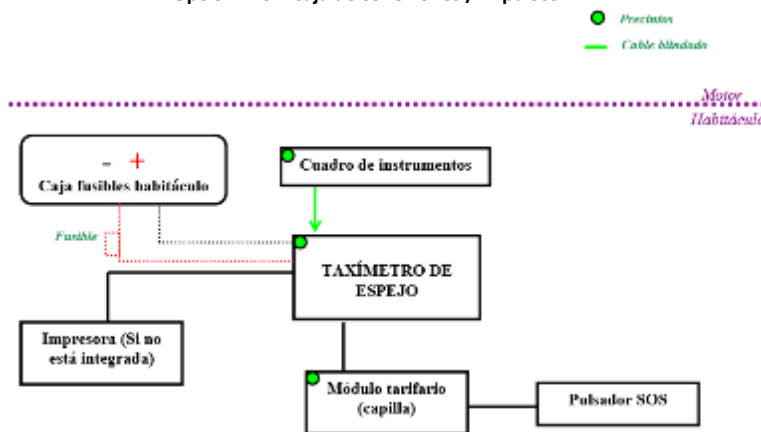 Precintos
Cable blindado
Motor
Habitáculo
- +
Caja fusibles habitáculo
Cuadro de instrumentos
Fusible
TAXÍMETRO DE
ESPEJO
Impresora (Si no
está integrada)
Módulo tarifario
(capilla)
Pulsador SOS